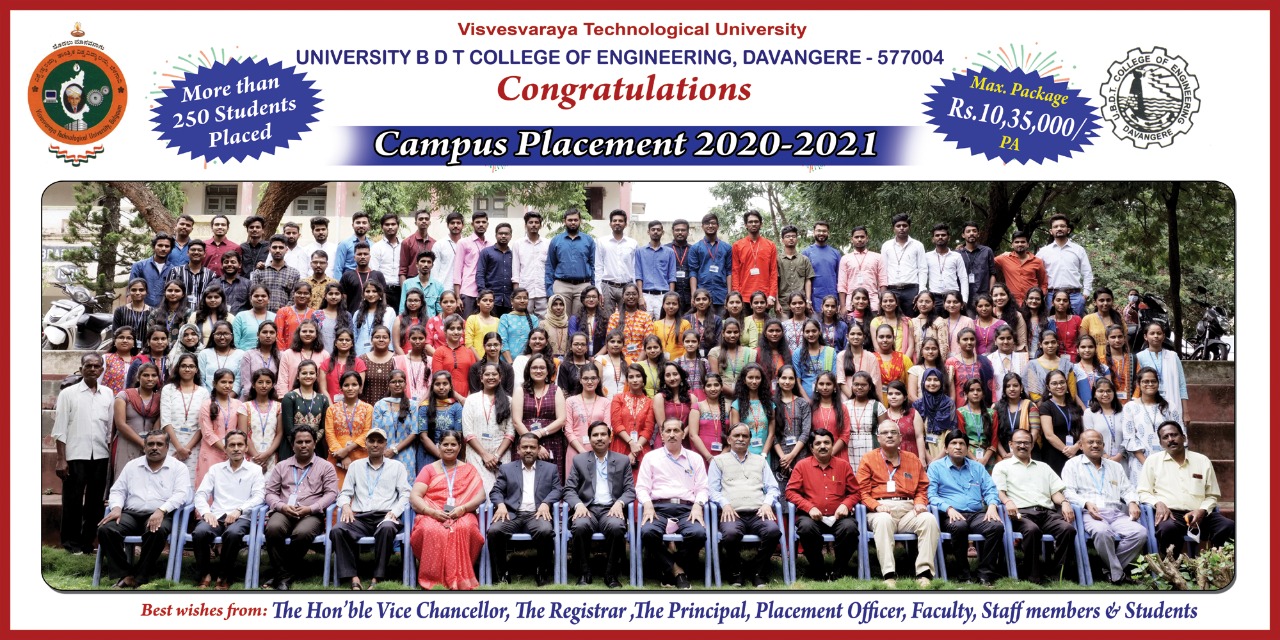 Visvesvaraya Technological University
UNIVERSITY B D T COLLEGE OF ENGINEERING, DAVANGERE - 577004
Congratulations
Campus Placement 2020-2021
More than
250 Students
Placed
Max. Package
Rs.10,35,000/-
PA
Visvesvaraya Technological University, Belgaum
U.B.D.T. COLLEGE OF ENGINEERING
DAVANGERE
Best wishes from: The Hon'ble Vice Chancellor, The Registrar ,The Principal, Placement Officer, Faculty, Staff members & Students